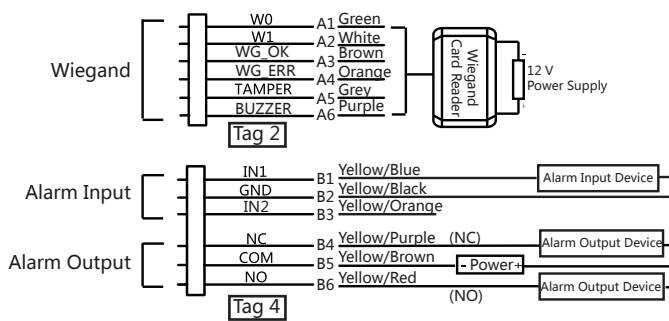 Wiegand
W0 A1 Green
W1 A2 White
WG_OK A3 Brown
WG_ERR A4 Orange
TAMPER A5 Grey
BUZZER A6 Purple
Tag 2
Wiegand
Card Reader
-
12 V
Power Supply
+
Alarm Input
IN1 B1 Yellow/Blue Alarm Input Device
GND B2 Yellow/Black
IN2 B3 Yellow/Orange
Alarm Output
NC B4 Yellow/Purple (NC) Alarm Output Device
COM B5 Yellow/Brown - Power+
NO B6 Yellow/Red (NO) Alarm Output Device
Tag 4